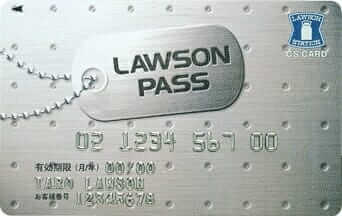 LAWSON
STATION
CS CARD
LAWSON
PASS
02 1234 567 00
有効期限(月/年) 00/00
TARO LAWSON
お客様番号 12345678